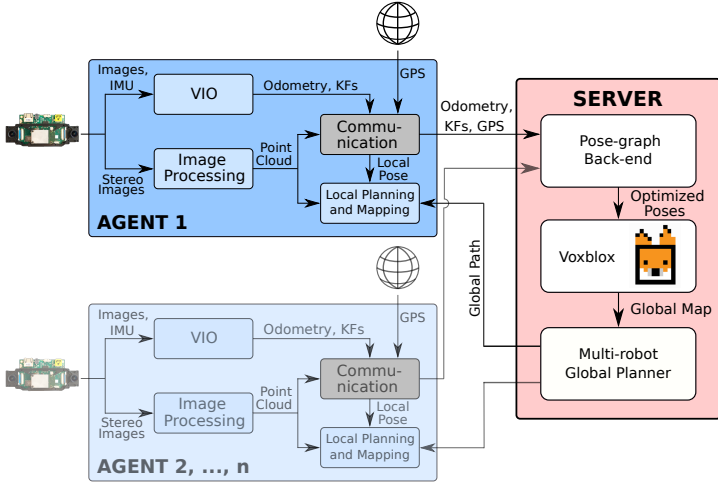 GPS
Images,
IMU
VIO
Odometry, KFs
Commu-
nication
Odometry,
KFs, GPS
Stereo
Images
Image
Processing
Point
Cloud
Local
Pose
Local Planning
and Mapping
AGENT 1
SERVER
Pose-graph
Back-end
Optimized
Poses
Voxblox
Global Map
Multi-robot
Global Planner
Global Path
GPS
Images,
IMU
VIO
Odometry, KFs
Commu-
nication
Stereo
Images
Image
Processing
Point
Cloud
Local
Pose
Local Planning
and Mapping
AGENT 2, ..., n